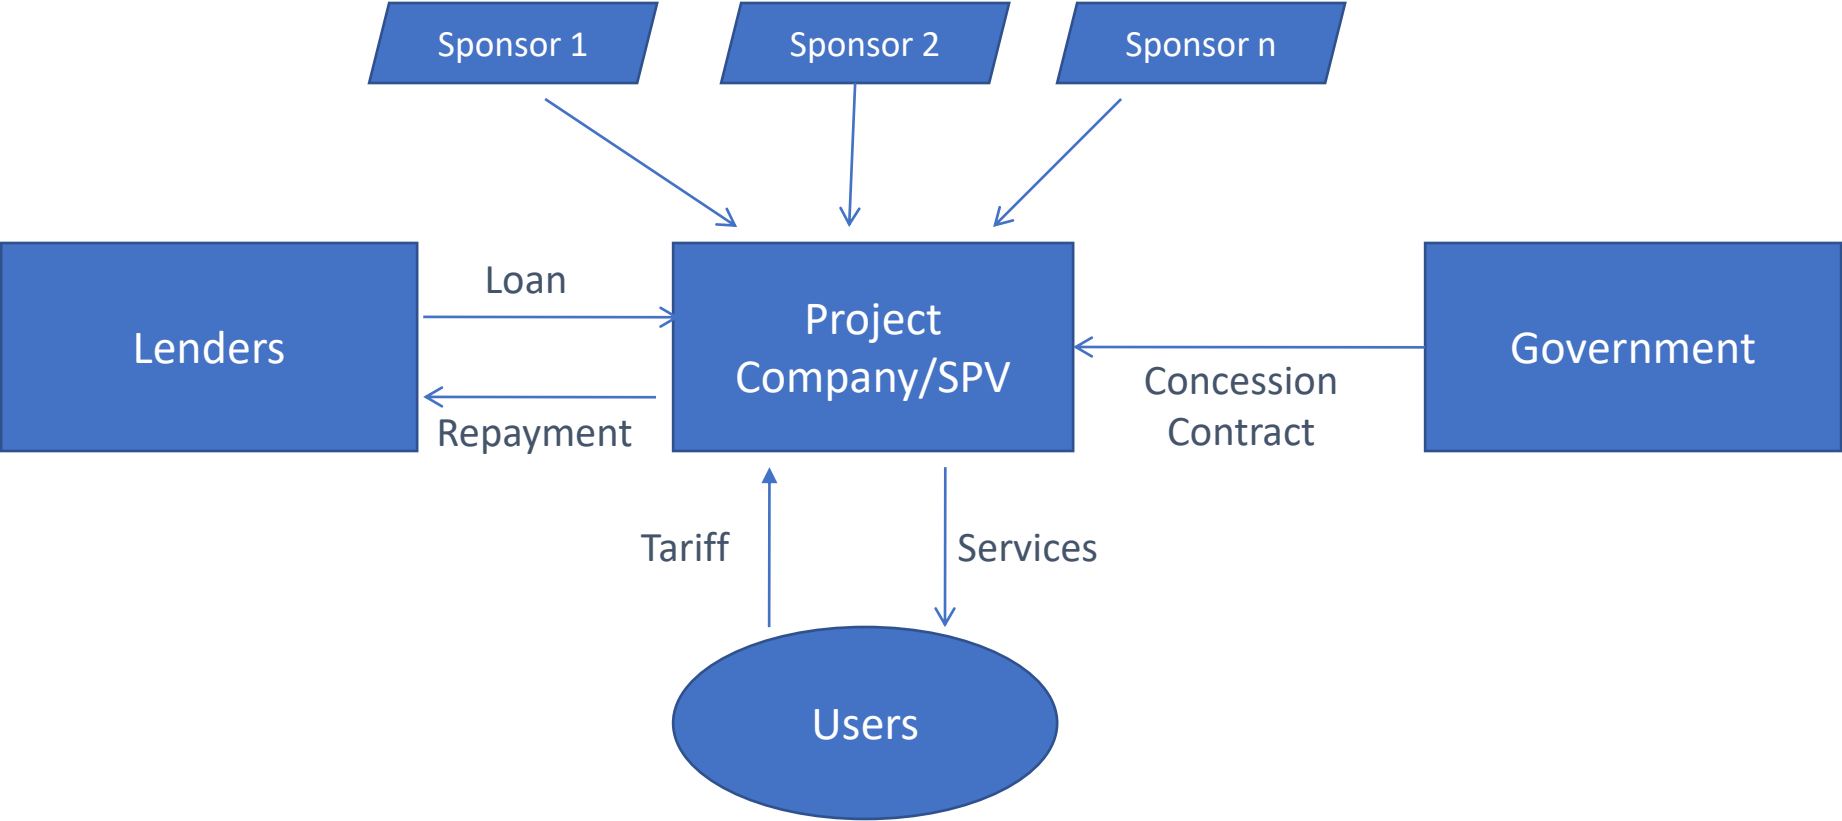 Sponsor 1
Sponsor 2
Sponsor n
Lenders
Loan
Repayment
Project
Company/SPV
Concession
Contract
Government
Tariff
Services
Users